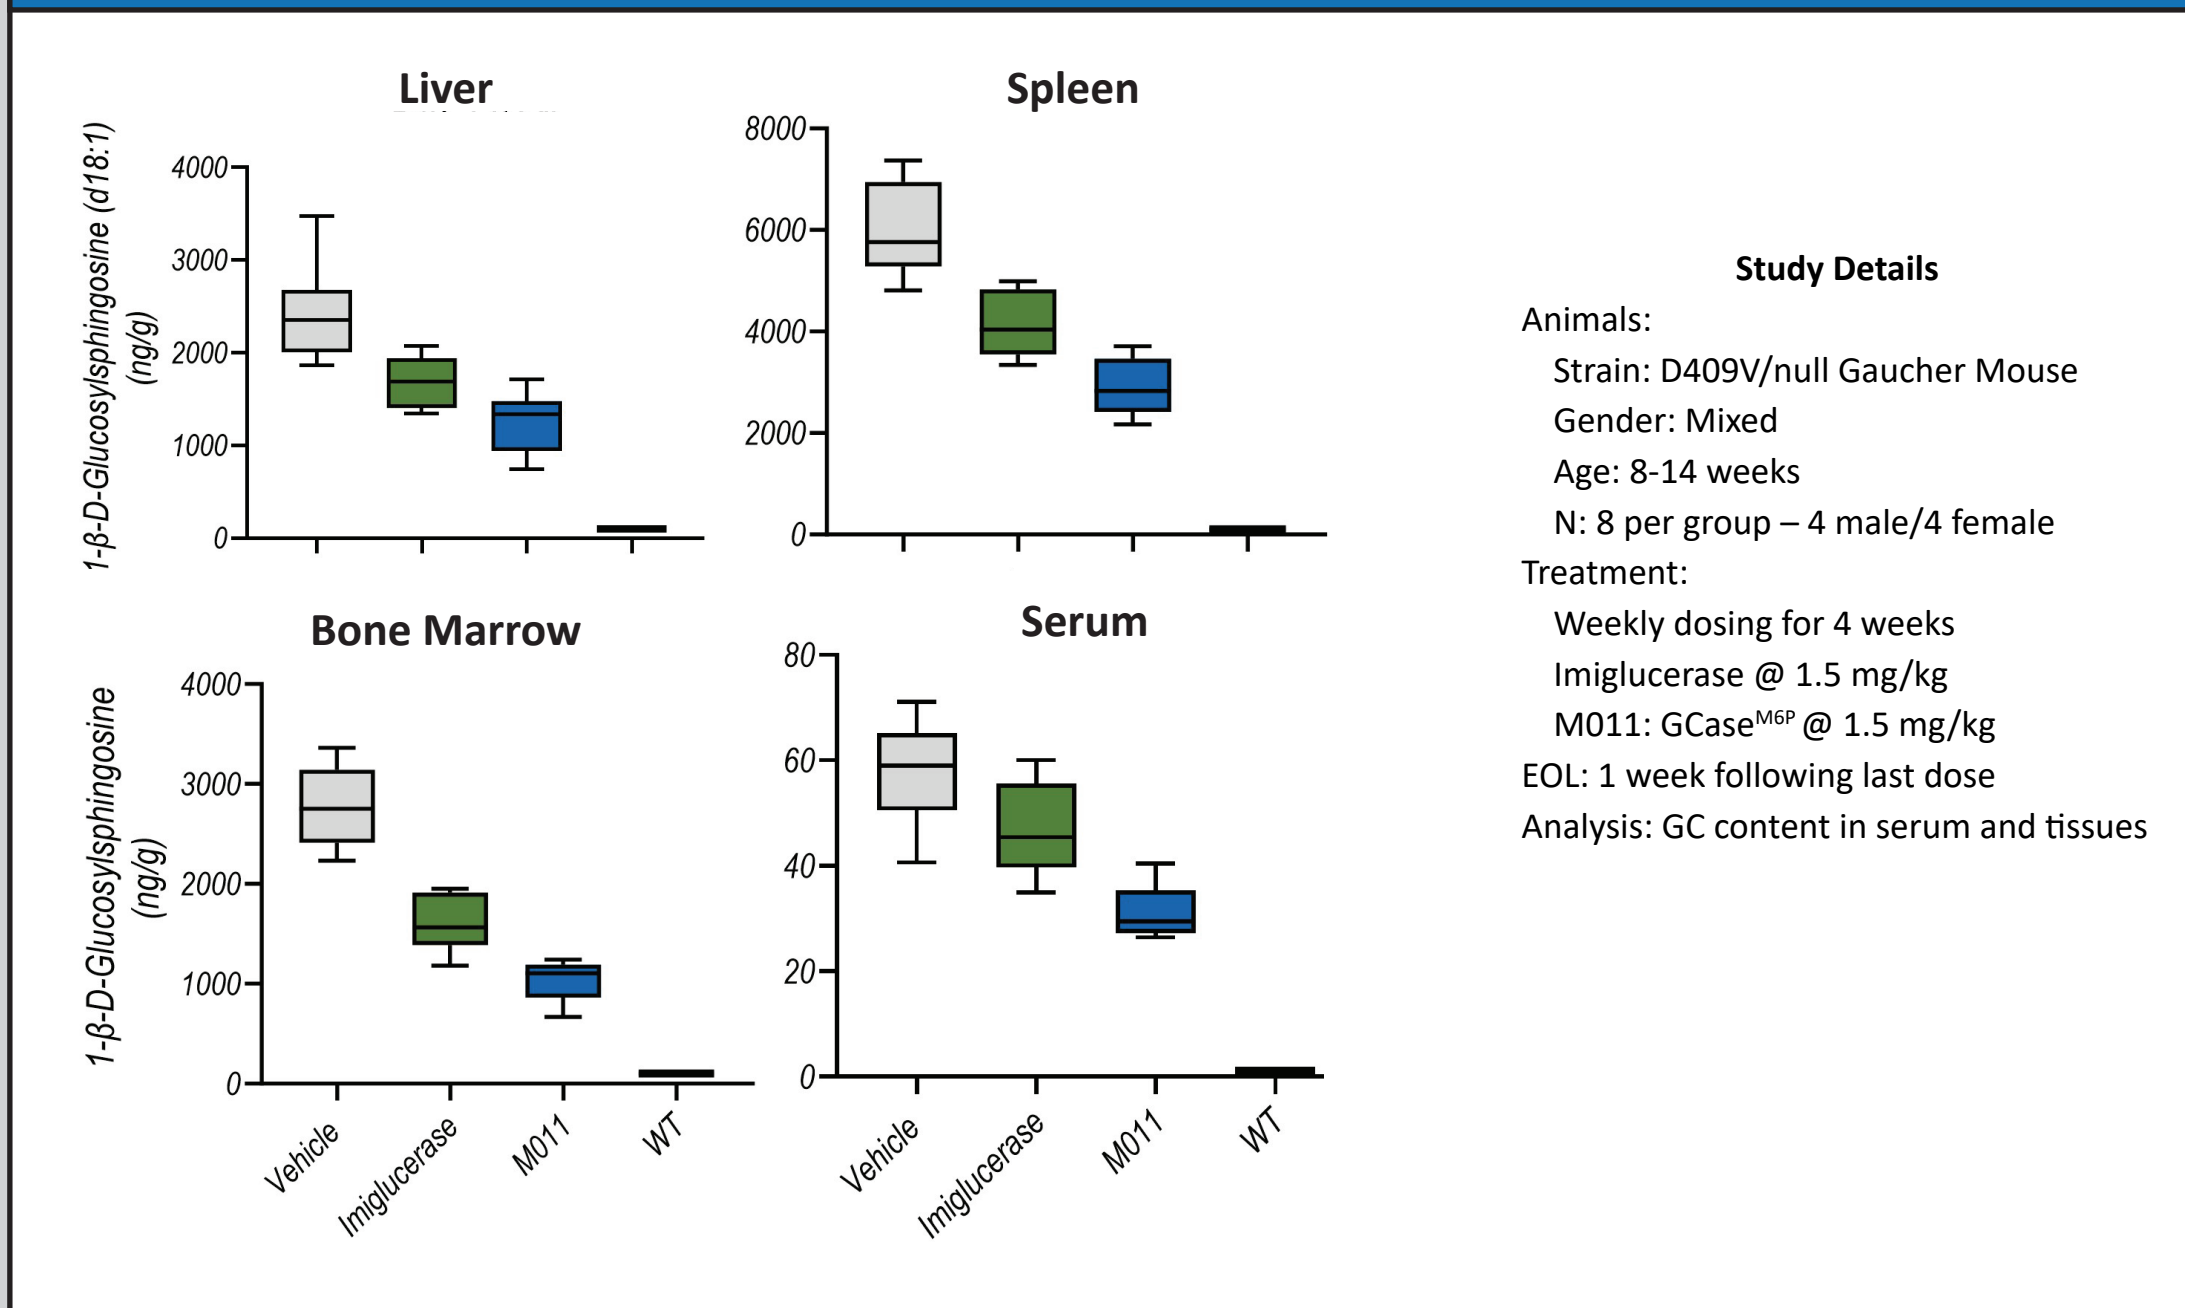 Liver
1-β-D-Glucosylsphingosine (d18:1)
(ng/g)
4000
3000
2000
1000
0
Spleen
8000
6000
4000
2000
0
Bone Marrow
1-β-D-Glucosylsphingosine
(ng/g)
4000
3000
2000
1000
0
Vehicle
Imiglucerase
M011
WT
Serum
80
60
40
20
0
Vehicle
Imiglucerase
M011
WT
Study Details
Animals:
Strain: D409V/null Gaucher Mouse
Gender: Mixed
Age: 8-14 weeks
N: 8 per group – 4 male/4 female
Treatment:
Weekly dosing for 4 weeks
Imiglucerase @ 1.5 mg/kg
M011: GCaseM6P @ 1.5 mg/kg
EOL: 1 week following last dose
Analysis: GC content in serum and tissues